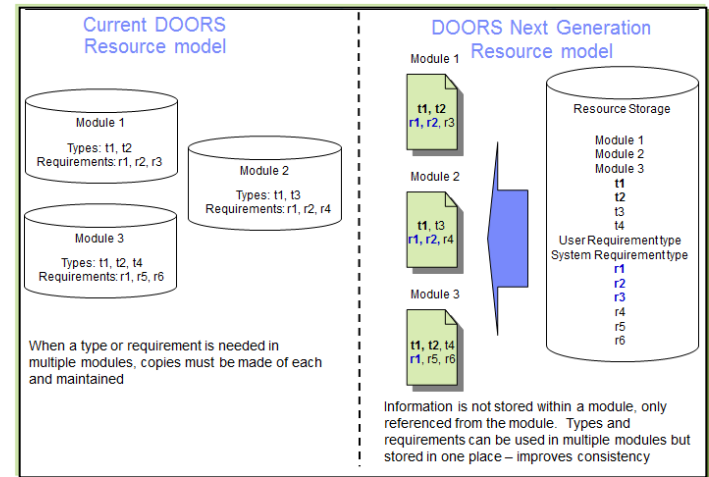 Current DOORS
Resource model
Module 1
Types: t1, t2
Requirements: r1, r2, r3
Module 2
Types: t1, t3
Requirements: r1, r2, r4
Module 3
Types: t1, t2, t4
Requirements: r1, r5, r6
When a type or requirement is needed in
multiple modules, copies must be made of each
and maintained
DOORS Next Generation
Resource model
Module 1
t1, t2
r1, r2, r3
Module 2
t1, t3
r1, r2, r4
Module 3
t1, t2, t4
r1, r5, r6
Resource Storage
Module 1
Module 2
Module 3
t1
t2
t3
t4
User Requirement type
System Requirement type
r1
r2
r3
r4
r5
r6
Information is not stored within a module, only
referenced from the module. Types and
requirements can be used in multiple modules but
stored in one place – improves consistency